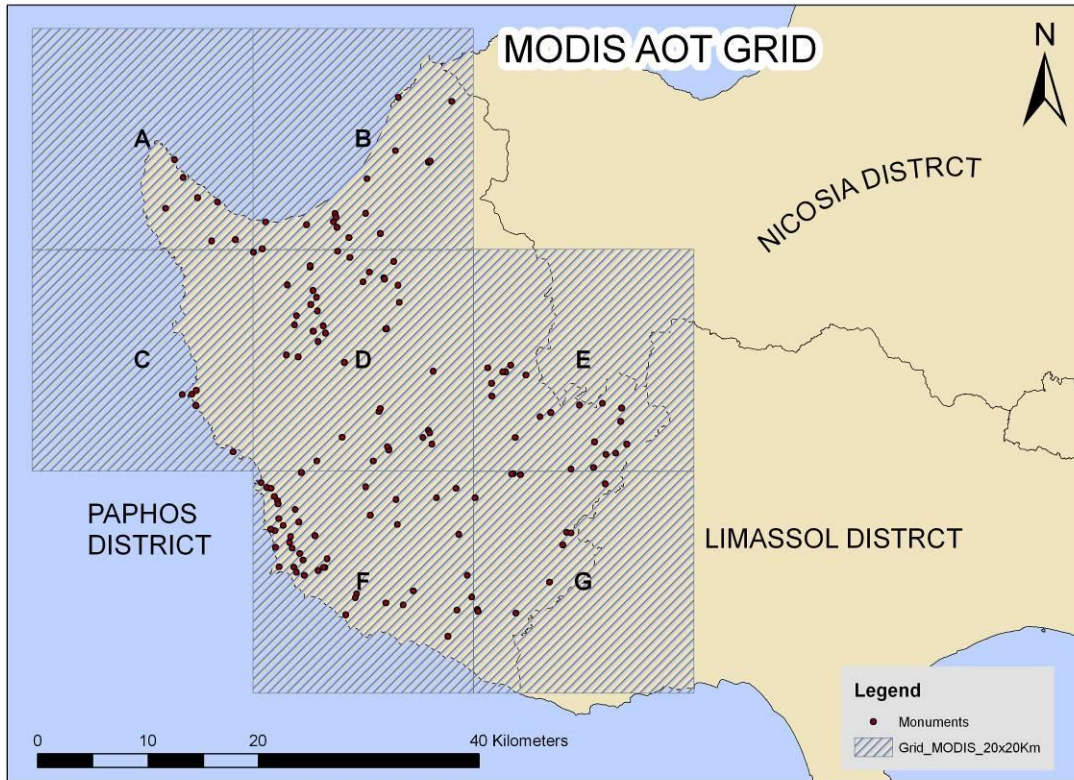 MODIS AOT GRID
N
A
B
NICOSIA DISTRCT
C
D
E
PAPHOS
DISTRICT
LIMASSOL DISTRCT
F
G
Legend
Monuments
Grid_MODIS_20x20Km
0 10 20 40 Kilometers